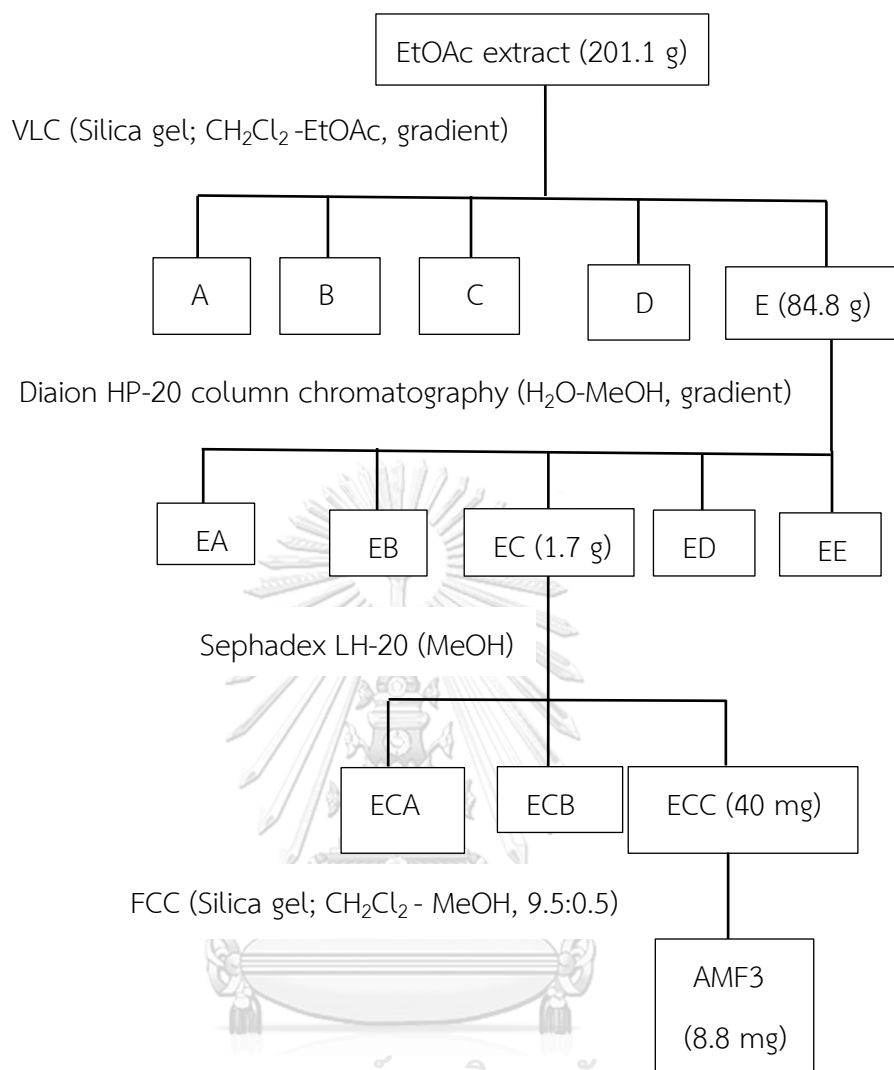 EtOAc extract (201.1 g)
VLC (Silica gel; CH₂Cl₂ -EtOAc, gradient)
A
B
C
D
E (84.8 g)
Diaion HP-20 column chromatography (H₂O-MeOH, gradient)
EA
EB
EC (1.7 g)
ED
EE
Sephadex LH-20 (MeOH)
ECA
ECB
ECC (40 mg)
FCC (Silica gel; CH₂Cl₂ - MeOH, 9.5:0.5)
AMF3
(8.8 mg)